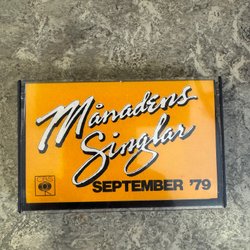 Månadens
Singlar
SEPTEMBER '79
CBS